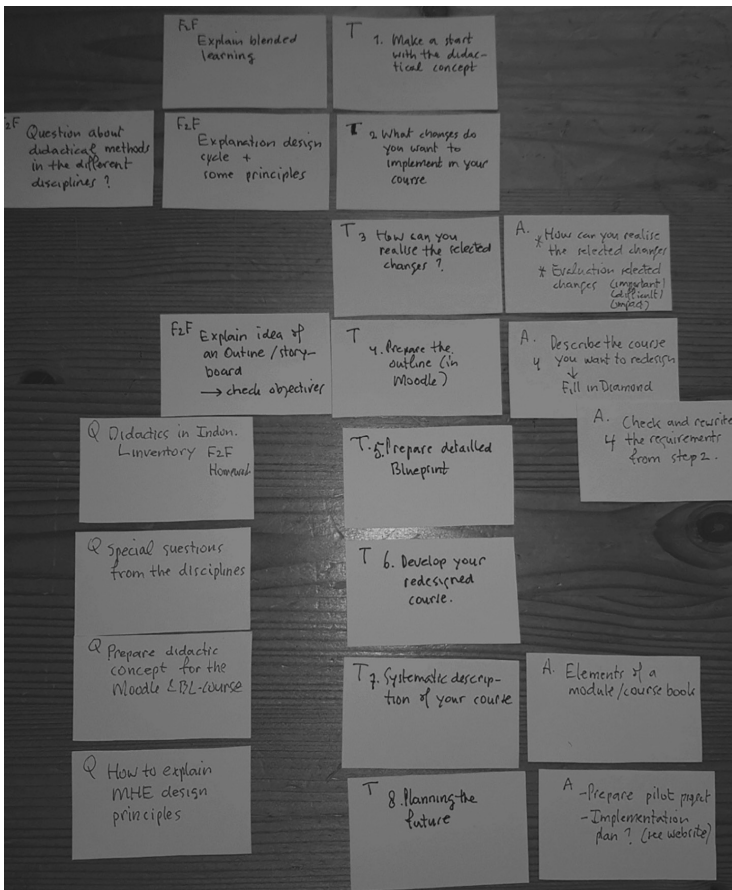 F2F
Explain blended
learning
T
1. Make a start
with the didac-
tical concept
F2F Question about
didactical methods
in the different
disciplines?
F2F
Explanation design
cycle +
some principles
T
2 What changes do
you want to
implement in your
course
T 3 How can you
realise the selected
changes?
A.
* How can you realise
the selected changes
* Evaluation selected
changes (important/
(difficult/
(impact)
F2F Explain idea of
an Outine / story-
board
→ check objectives
T
4. Prepare the
outline (in
Moodle)
A. Describe the course
4 you want to redesign
↓
Fill in Diamond
A. Check and rewrite
4 the requirements
from step 2.
Q Didactics in Indon.
Linventory F2F
Homework
T. 5. Prepare detailled
Blueprint
Q Special questions
from the disciplines
T 6. Develop your
redesigned
course.
Q Prepare didactic
concept for the
Moodle & BL-course
T 7. Systematic descrip-
tion of your course
A. Elements of a
module/course book
Q How to explain
MHE design
principles
T
8. Planning the
future
A
- Prepare pilot project
- Implementation
plan? (see website)